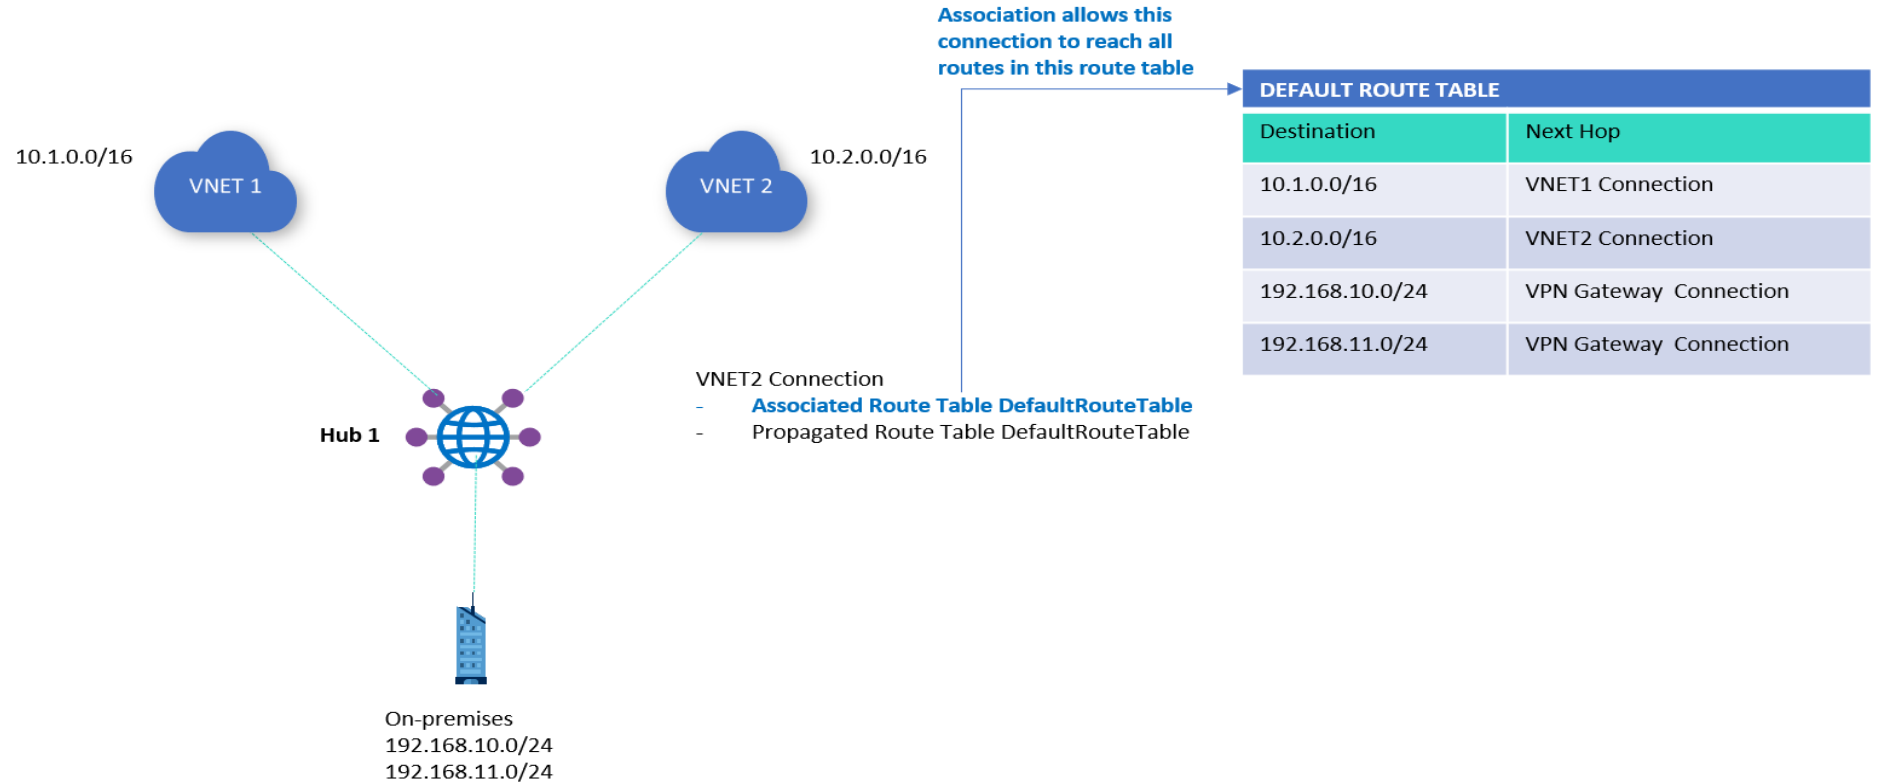 Association allows this
connection to reach all
routes in this route table
10.1.0.0/16
VNET 1
VNET 2
10.2.0.0/16
DEFAULT ROUTE TABLE
Destination Next Hop
10.1.0.0/16 VNET1 Connection
10.2.0.0/16 VNET2 Connection
192.168.10.0/24 VPN Gateway  Connection
192.168.11.0/24 VPN Gateway  Connection
VNET2 Connection
- Associated Route Table DefaultRouteTable
- Propagated Route Table DefaultRouteTable
Hub 1
On-premises
192.168.10.0/24
192.168.11.0/24